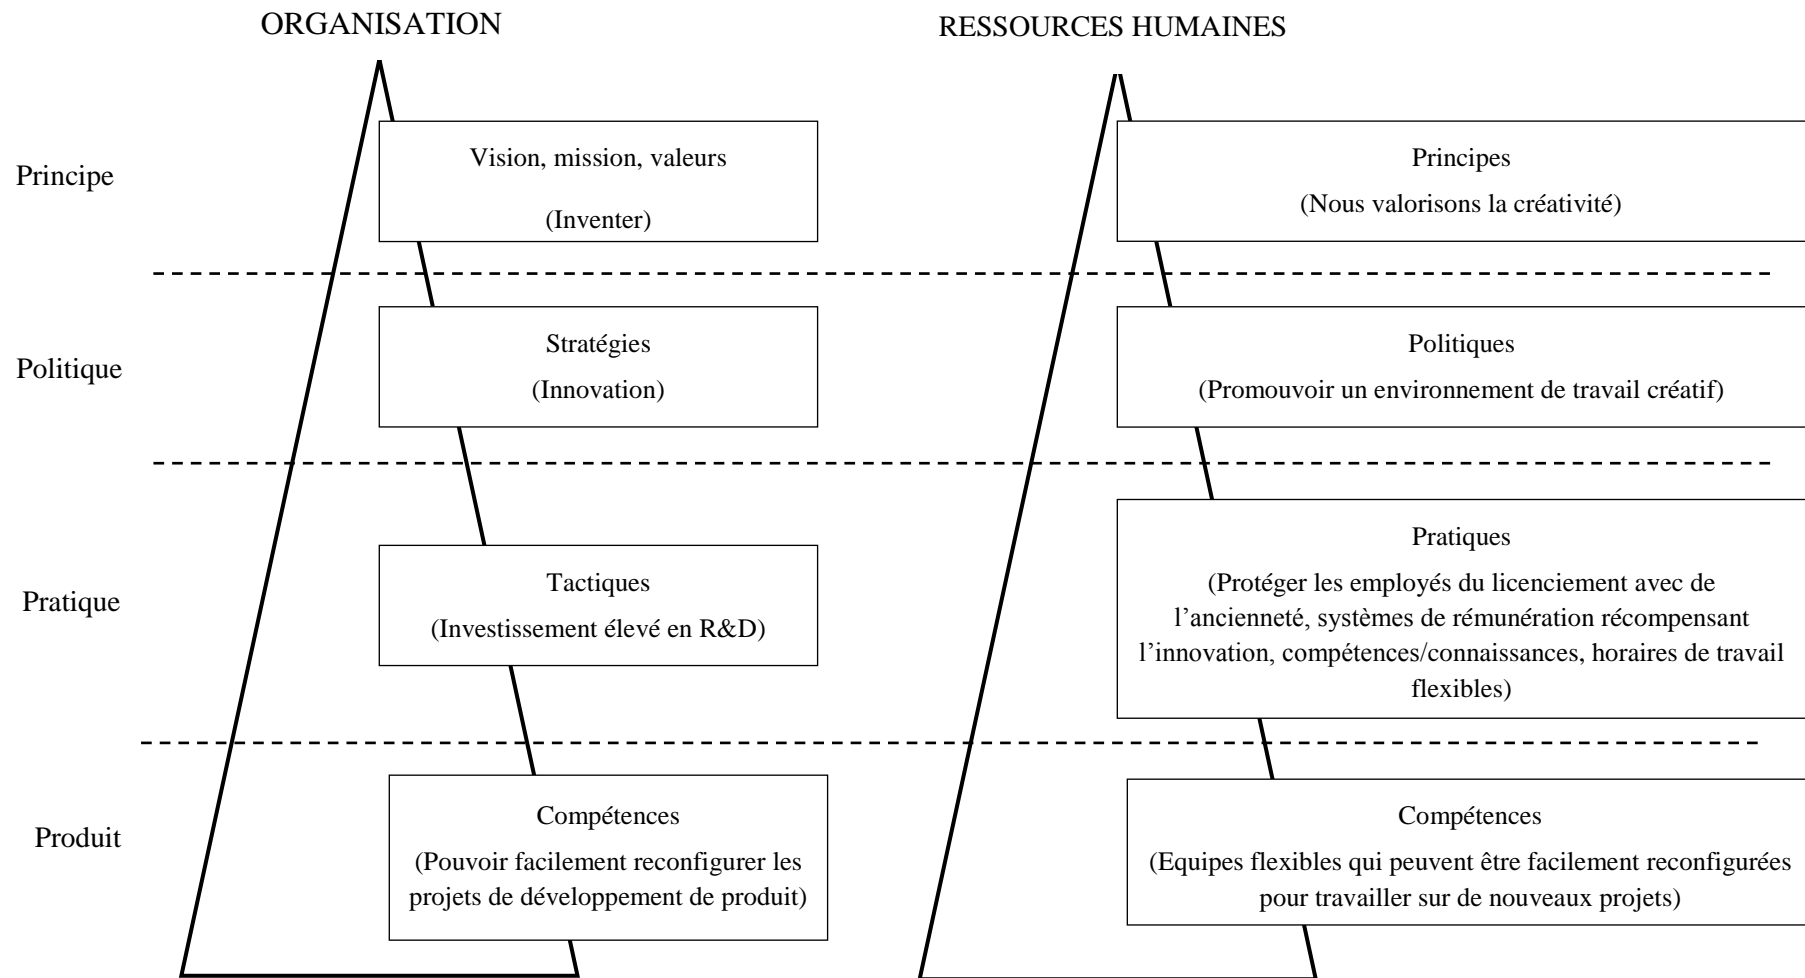 ORGANISATION
RESSOURCES HUMAINES
Principe
Vision, mission, valeurs
(Inventer)
Principes
(Nous valorisons la créativité)
Politique
Stratégies
(Innovation)
Politiques
(Promouvoir un environnement de travail créatif)
Pratique
Tactiques
(Investissement élevé en R&D)
Pratiques
(Protéger les employés du licenciement avec de
l’ancienneté, systèmes de rémunération récompensant
l’innovation, compétences/connaissances, horaires de travail
flexibles)
Produit
Compétences
(Pouvoir facilement reconfigurer les
projets de développement de produit)
Compétences
(Equipes flexibles qui peuvent être facilement reconfigurées
pour travailler sur de nouveaux projets)